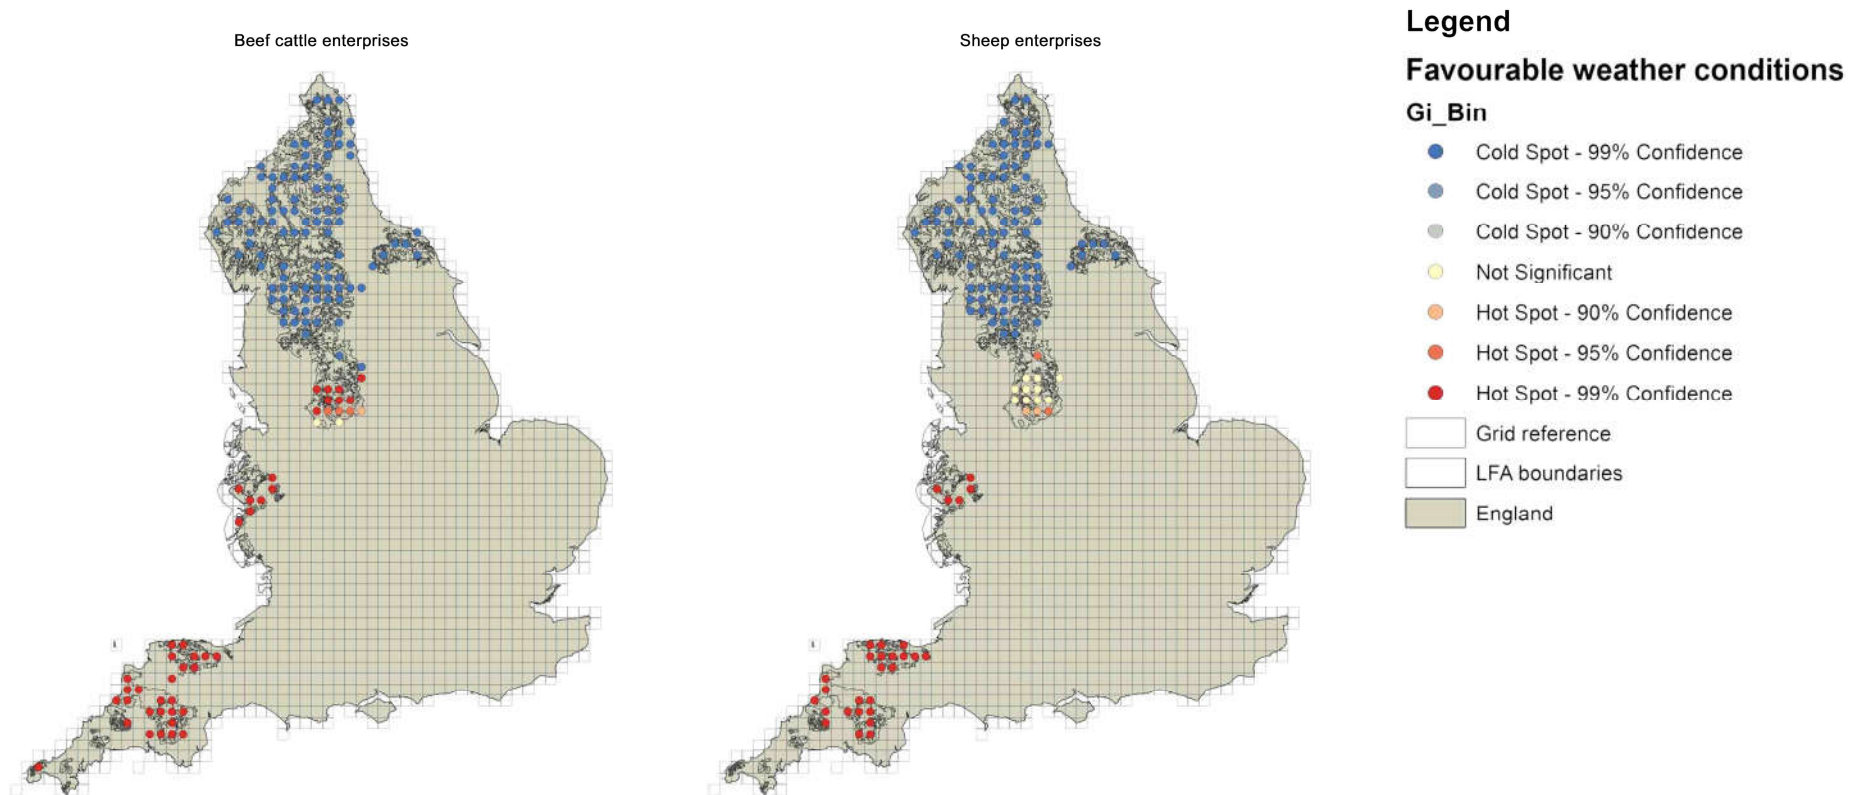 Beef cattle enterprises
Sheep enterprises
Legend
Favourable weather conditions
Gi_Bin
Cold Spot - 99% Confidence
Cold Spot - 95% Confidence
Cold Spot - 90% Confidence
Not Significant
Hot Spot - 90% Confidence
Hot Spot - 95% Confidence
Hot Spot - 99% Confidence
Grid reference
LFA boundaries
England